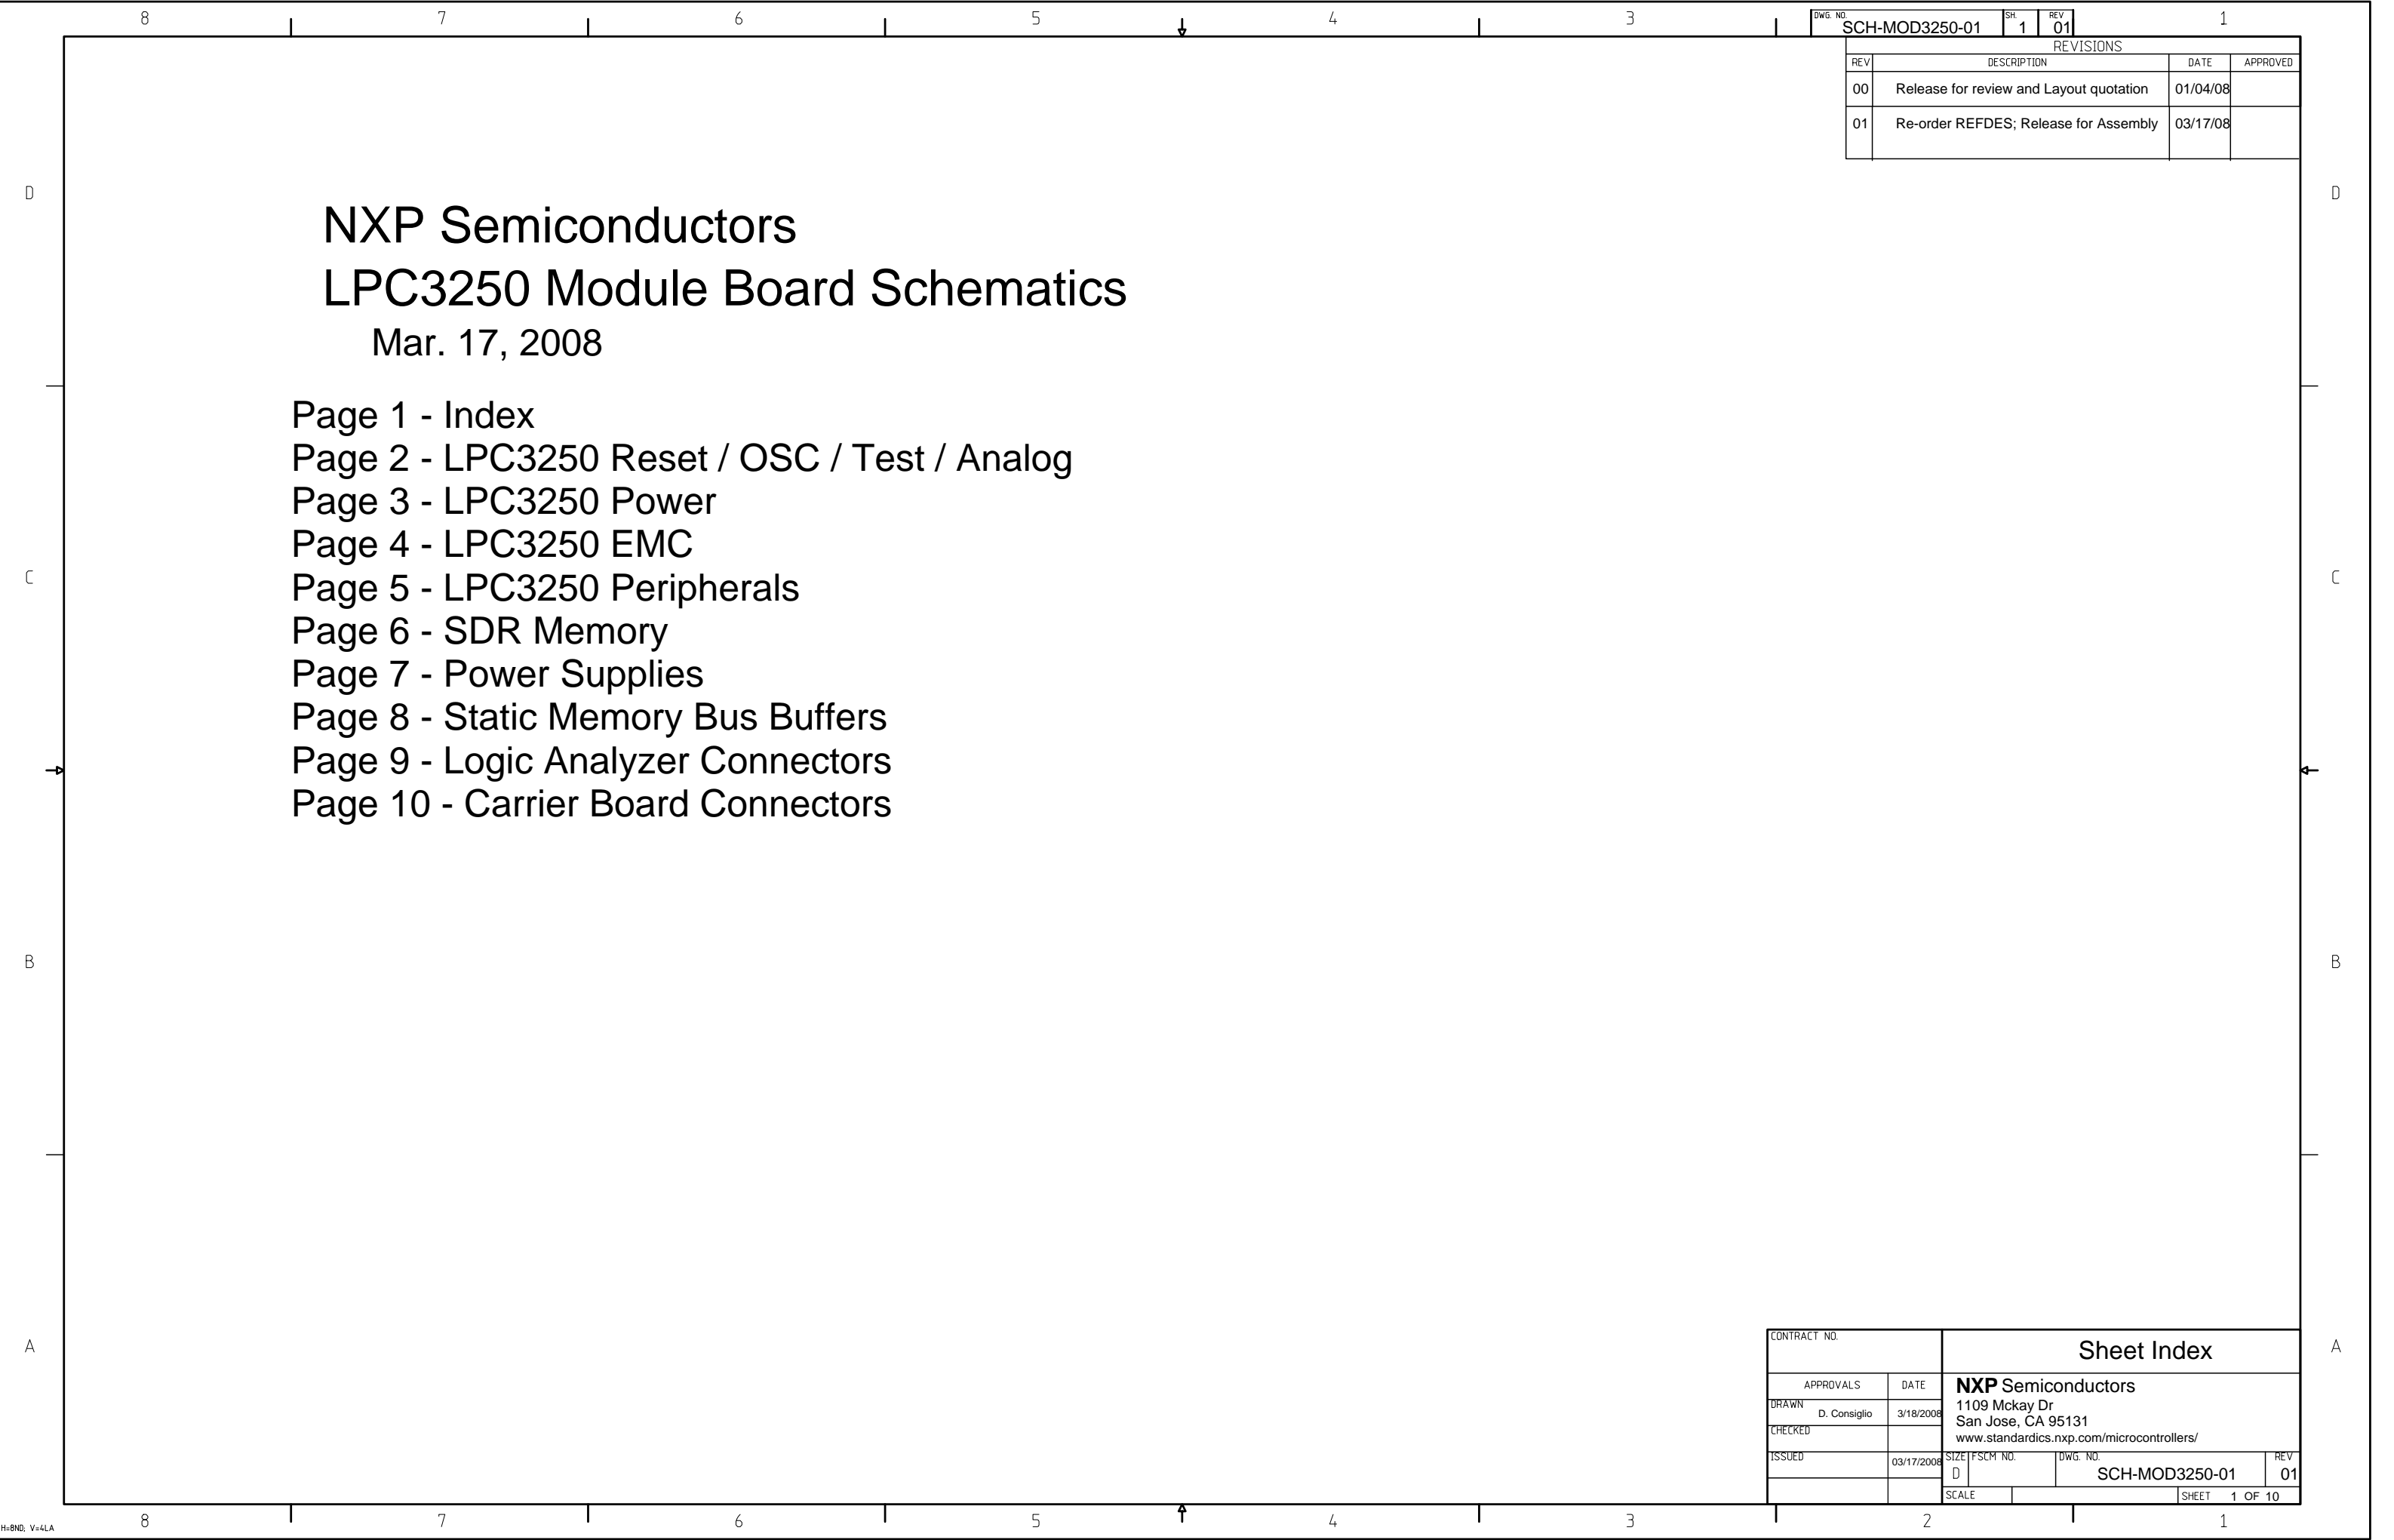 8 7 6 5 4 3 1
DWG. NO. SH. REV
SCH-MOD3250-01 1 01
REVISIONS
REV DESCRIPTION DATE APPROVED
00 Release for review and Layout quotation 01/04/08
01 Re-order REFDES; Release for Assembly 03/17/08
D D
NXP Semiconductors
LPC3250 Module Board Schematics
Mar. 17, 2008
Page 1 - Index
Page 2 - LPC3250 Reset / OSC / Test / Analog
Page 3 - LPC3250 Power
Page 4 - LPC3250 EMC
Page 5 - LPC3250 Peripherals
Page 6 - SDR Memory
Page 7 - Power Supplies
Page 8 - Static Memory Bus Buffers
Page 9 - Logic Analyzer Connectors
Page 10 - Carrier Board Connectors
C C
B B
A A
CONTRACT NO.
Sheet Index
APPROVALS DATE
NXP Semiconductors
1109 Mckay Dr
San Jose, CA 95131
www.standardics.nxp.com/microcontrollers/
DRAWN D. Consiglio 3/18/2008
CHECKED
ISSUED 03/17/2008
SIZE FSCM NO. DWG. NO. REV
D SCH-MOD3250-01 01
SCALE SHEET 1 OF 10
8 7 6 5 4 3 2 1
H=8ND; V=4LA